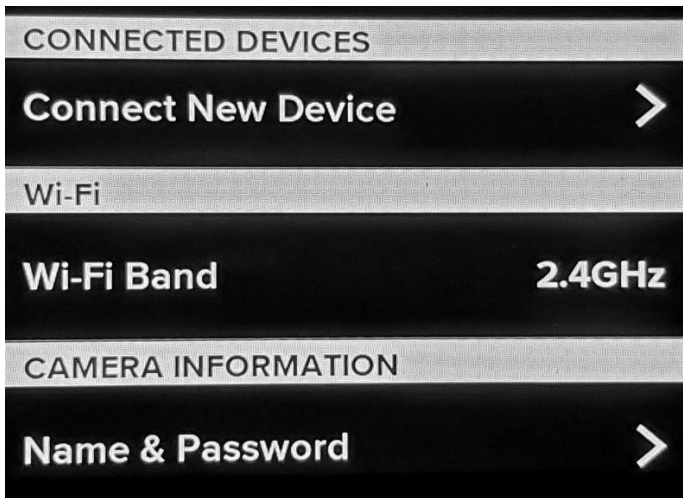 CONNECTED DEVICES
Connect New Device
Wi-Fi
Wi-Fi Band 2.4GHz
CAMERA INFORMATION
Name & Password